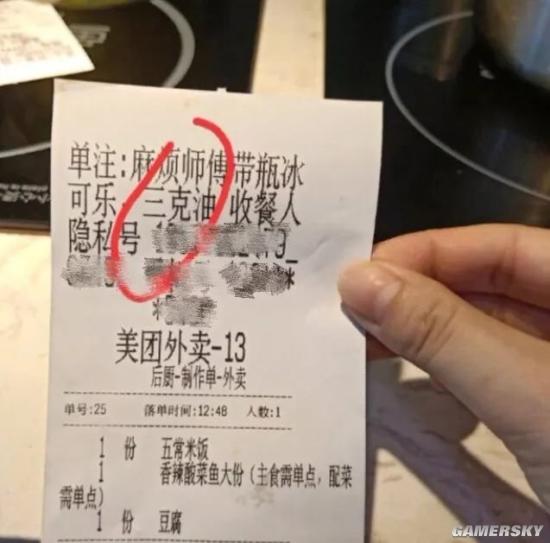 单注:麻烦师傅带瓶冰
可乐，三克油 收餐人
隐私号
美团外卖-13
后厨-制作单-外卖
单号:25 落单时间:12:48 人数:1
1 份 五常米饭
1 香辣酸菜鱼大份(主食需单点，配菜
需单点)
1 份 豆腐
GAMERSKY